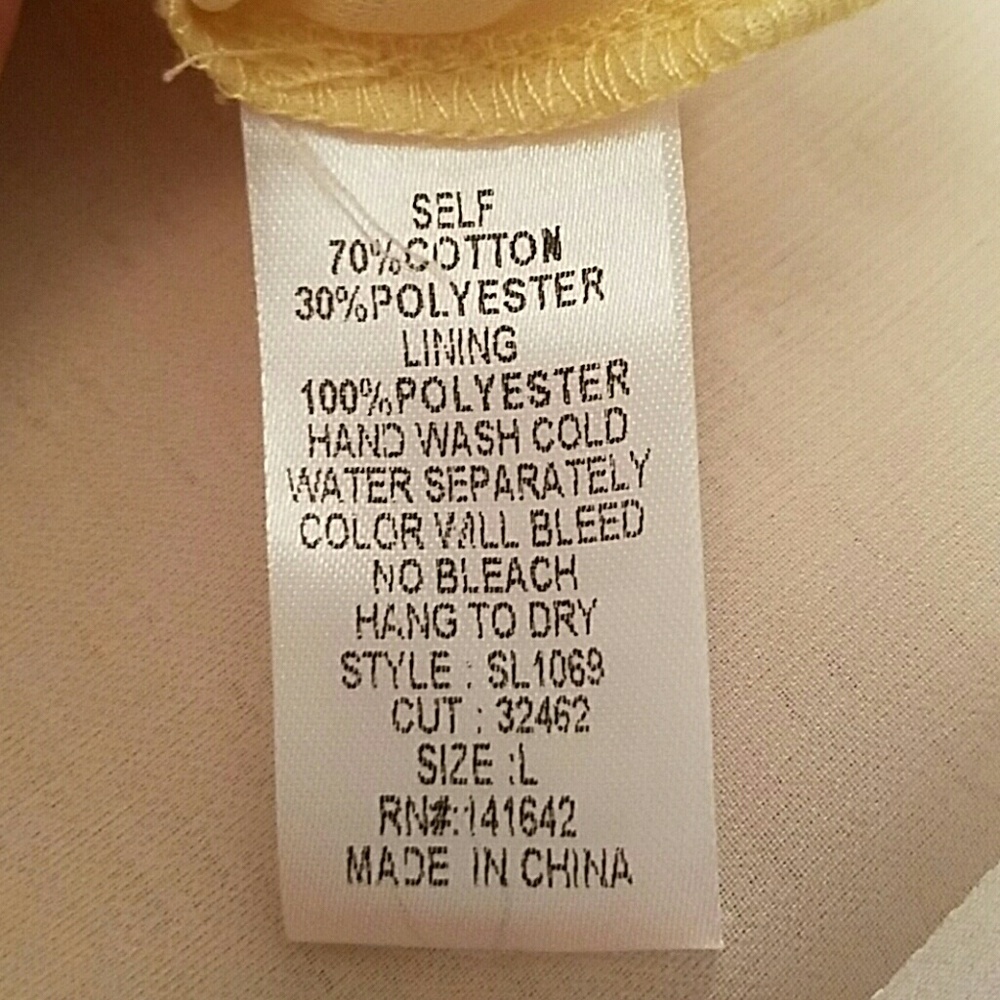 SELF
70%COTTON
30%POLYESTER
LINING
100%POLYESTER
HAND WASH COLD
WATER SEPARATELY
COLOR WILL BLEED
NO BLEACH
HANG TO DRY
STYLE : SL1069
CUT : 32462
SIZE :L
RN#:141642
MADE IN CHINA